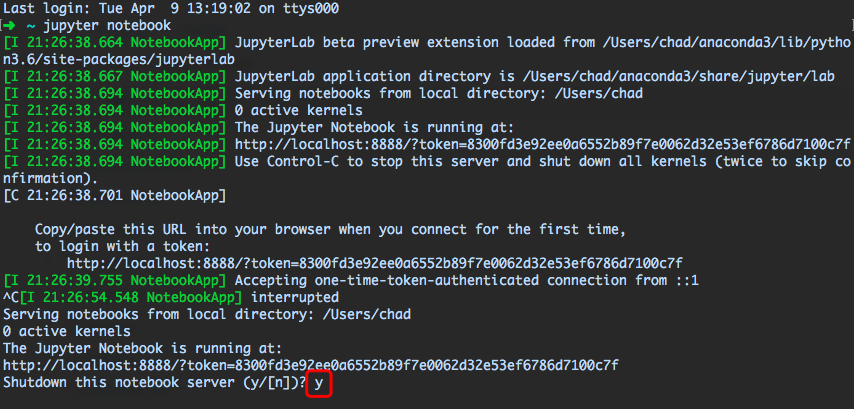 Last login: Tue Apr  9 13:19:02 on ttys000
➜  ~ jupyter notebook
[I 21:26:38.664 NotebookApp] JupyterLab beta preview extension loaded from /Users/chad/anaconda3/lib/pytho
n3.6/site-packages/jupyterlab
[I 21:26:38.667 NotebookApp] JupyterLab application directory is /Users/chad/anaconda3/share/jupyter/lab
[I 21:26:38.694 NotebookApp] Serving notebooks from local directory: /Users/chad
[I 21:26:38.694 NotebookApp] 0 active kernels
[I 21:26:38.694 NotebookApp] The Jupyter Notebook is running at:
[I 21:26:38.694 NotebookApp] http://localhost:8888/?token=8300fd3e92ee0a6552b89f7e0062d32e53ef6786d7100c7f
[I 21:26:38.694 NotebookApp] Use Control-C to stop this server and shut down all kernels (twice to skip co
nfirmation).
[C 21:26:38.701 NotebookApp]
    Copy/paste this URL into your browser when you connect for the first time,
    to login with a token:
        http://localhost:8888/?token=8300fd3e92ee0a6552b89f7e0062d32e53ef6786d7100c7f
[I 21:26:39.755 NotebookApp] Accepting one-time-token-authenticated connection from ::1
^C[I 21:26:54.548 NotebookApp] interrupted
Serving notebooks from local directory: /Users/chad
0 active kernels
The Jupyter Notebook is running at:
http://localhost:8888/?token=8300fd3e92ee0a6552b89f7e0062d32e53ef6786d7100c7f
Shutdown this notebook server (y/[n])? y